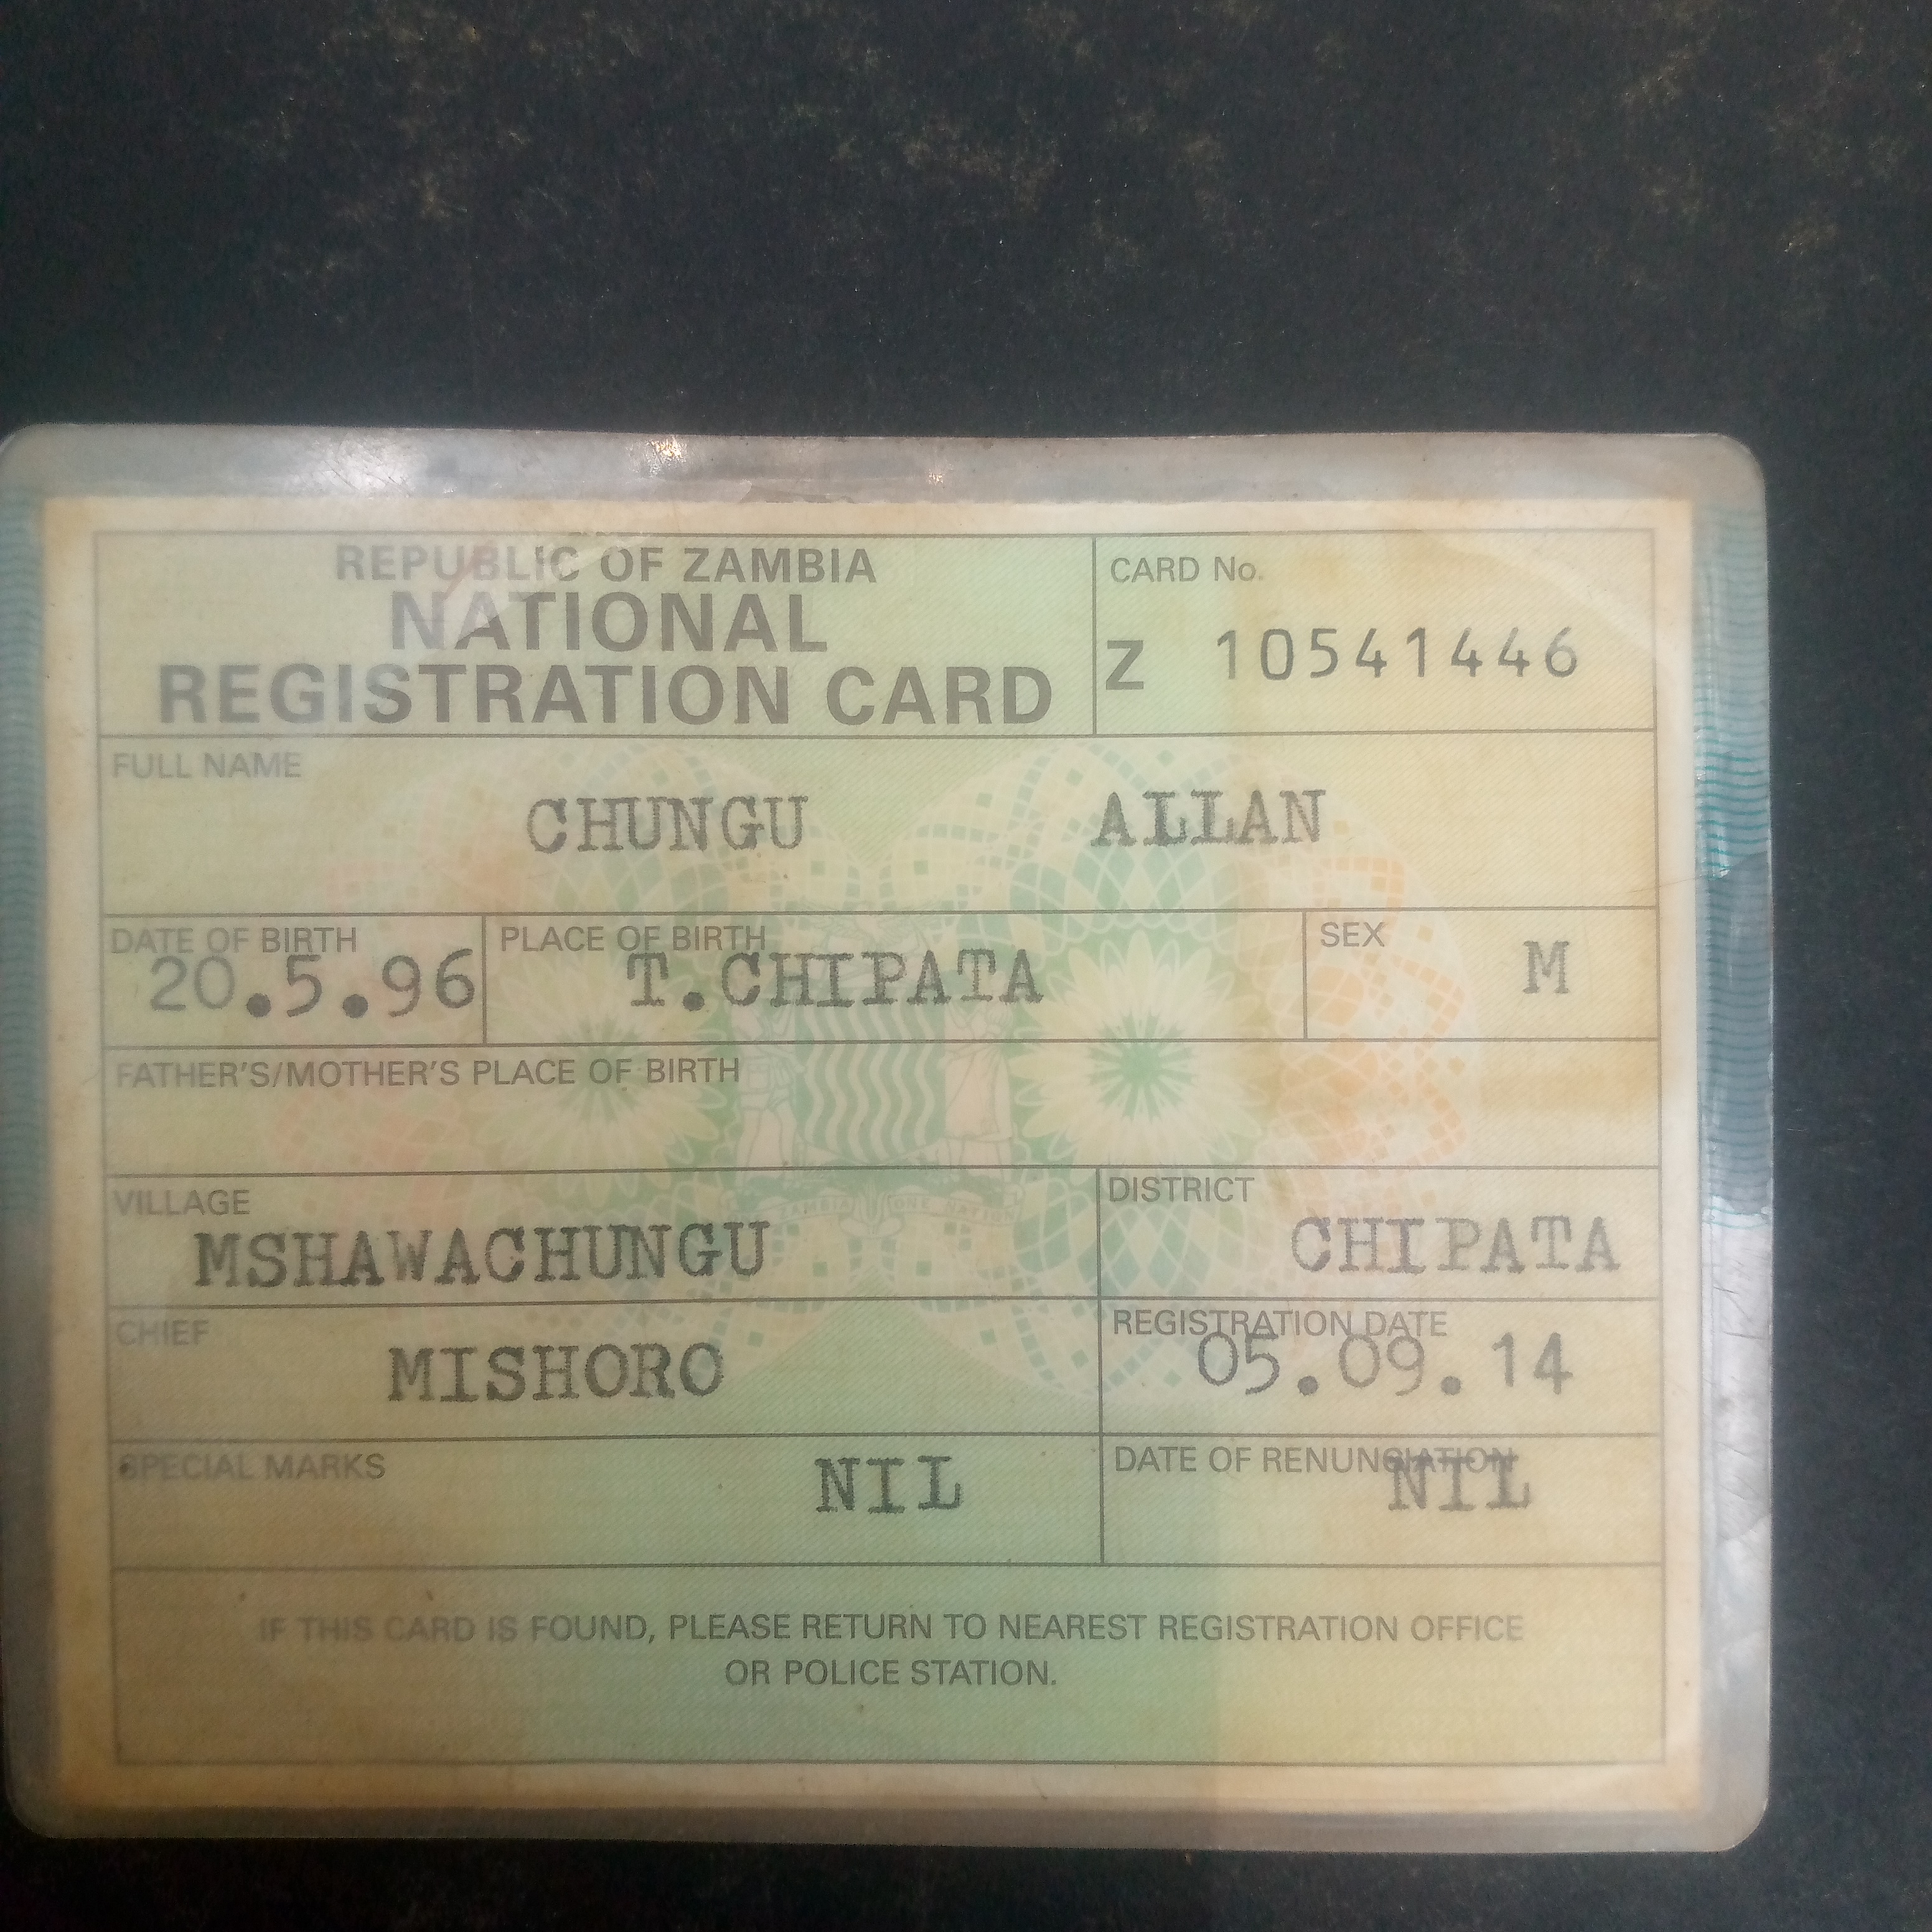 REPUBLIC OF ZAMBIA
NATIONAL
REGISTRATION CARD
CARD No.
Z 10541446
FULL NAME
CHUNGU ALLAN
DATE OF BIRTH
20.5.96
PLACE OF BIRTH
T.CHIPATA
SEX
M
FATHER'S/MOTHER'S PLACE OF BIRTH
VILLAGE
MSHAWACHUNGU
DISTRICT
CHIPATA
CHIEF
MISHORO
REGISTRATION DATE
05.09.14
SPECIAL MARKS
NIL
DATE OF RENUNCIATION
NIL
IF THIS CARD IS FOUND, PLEASE RETURN TO NEAREST REGISTRATION OFFICE
OR POLICE STATION.